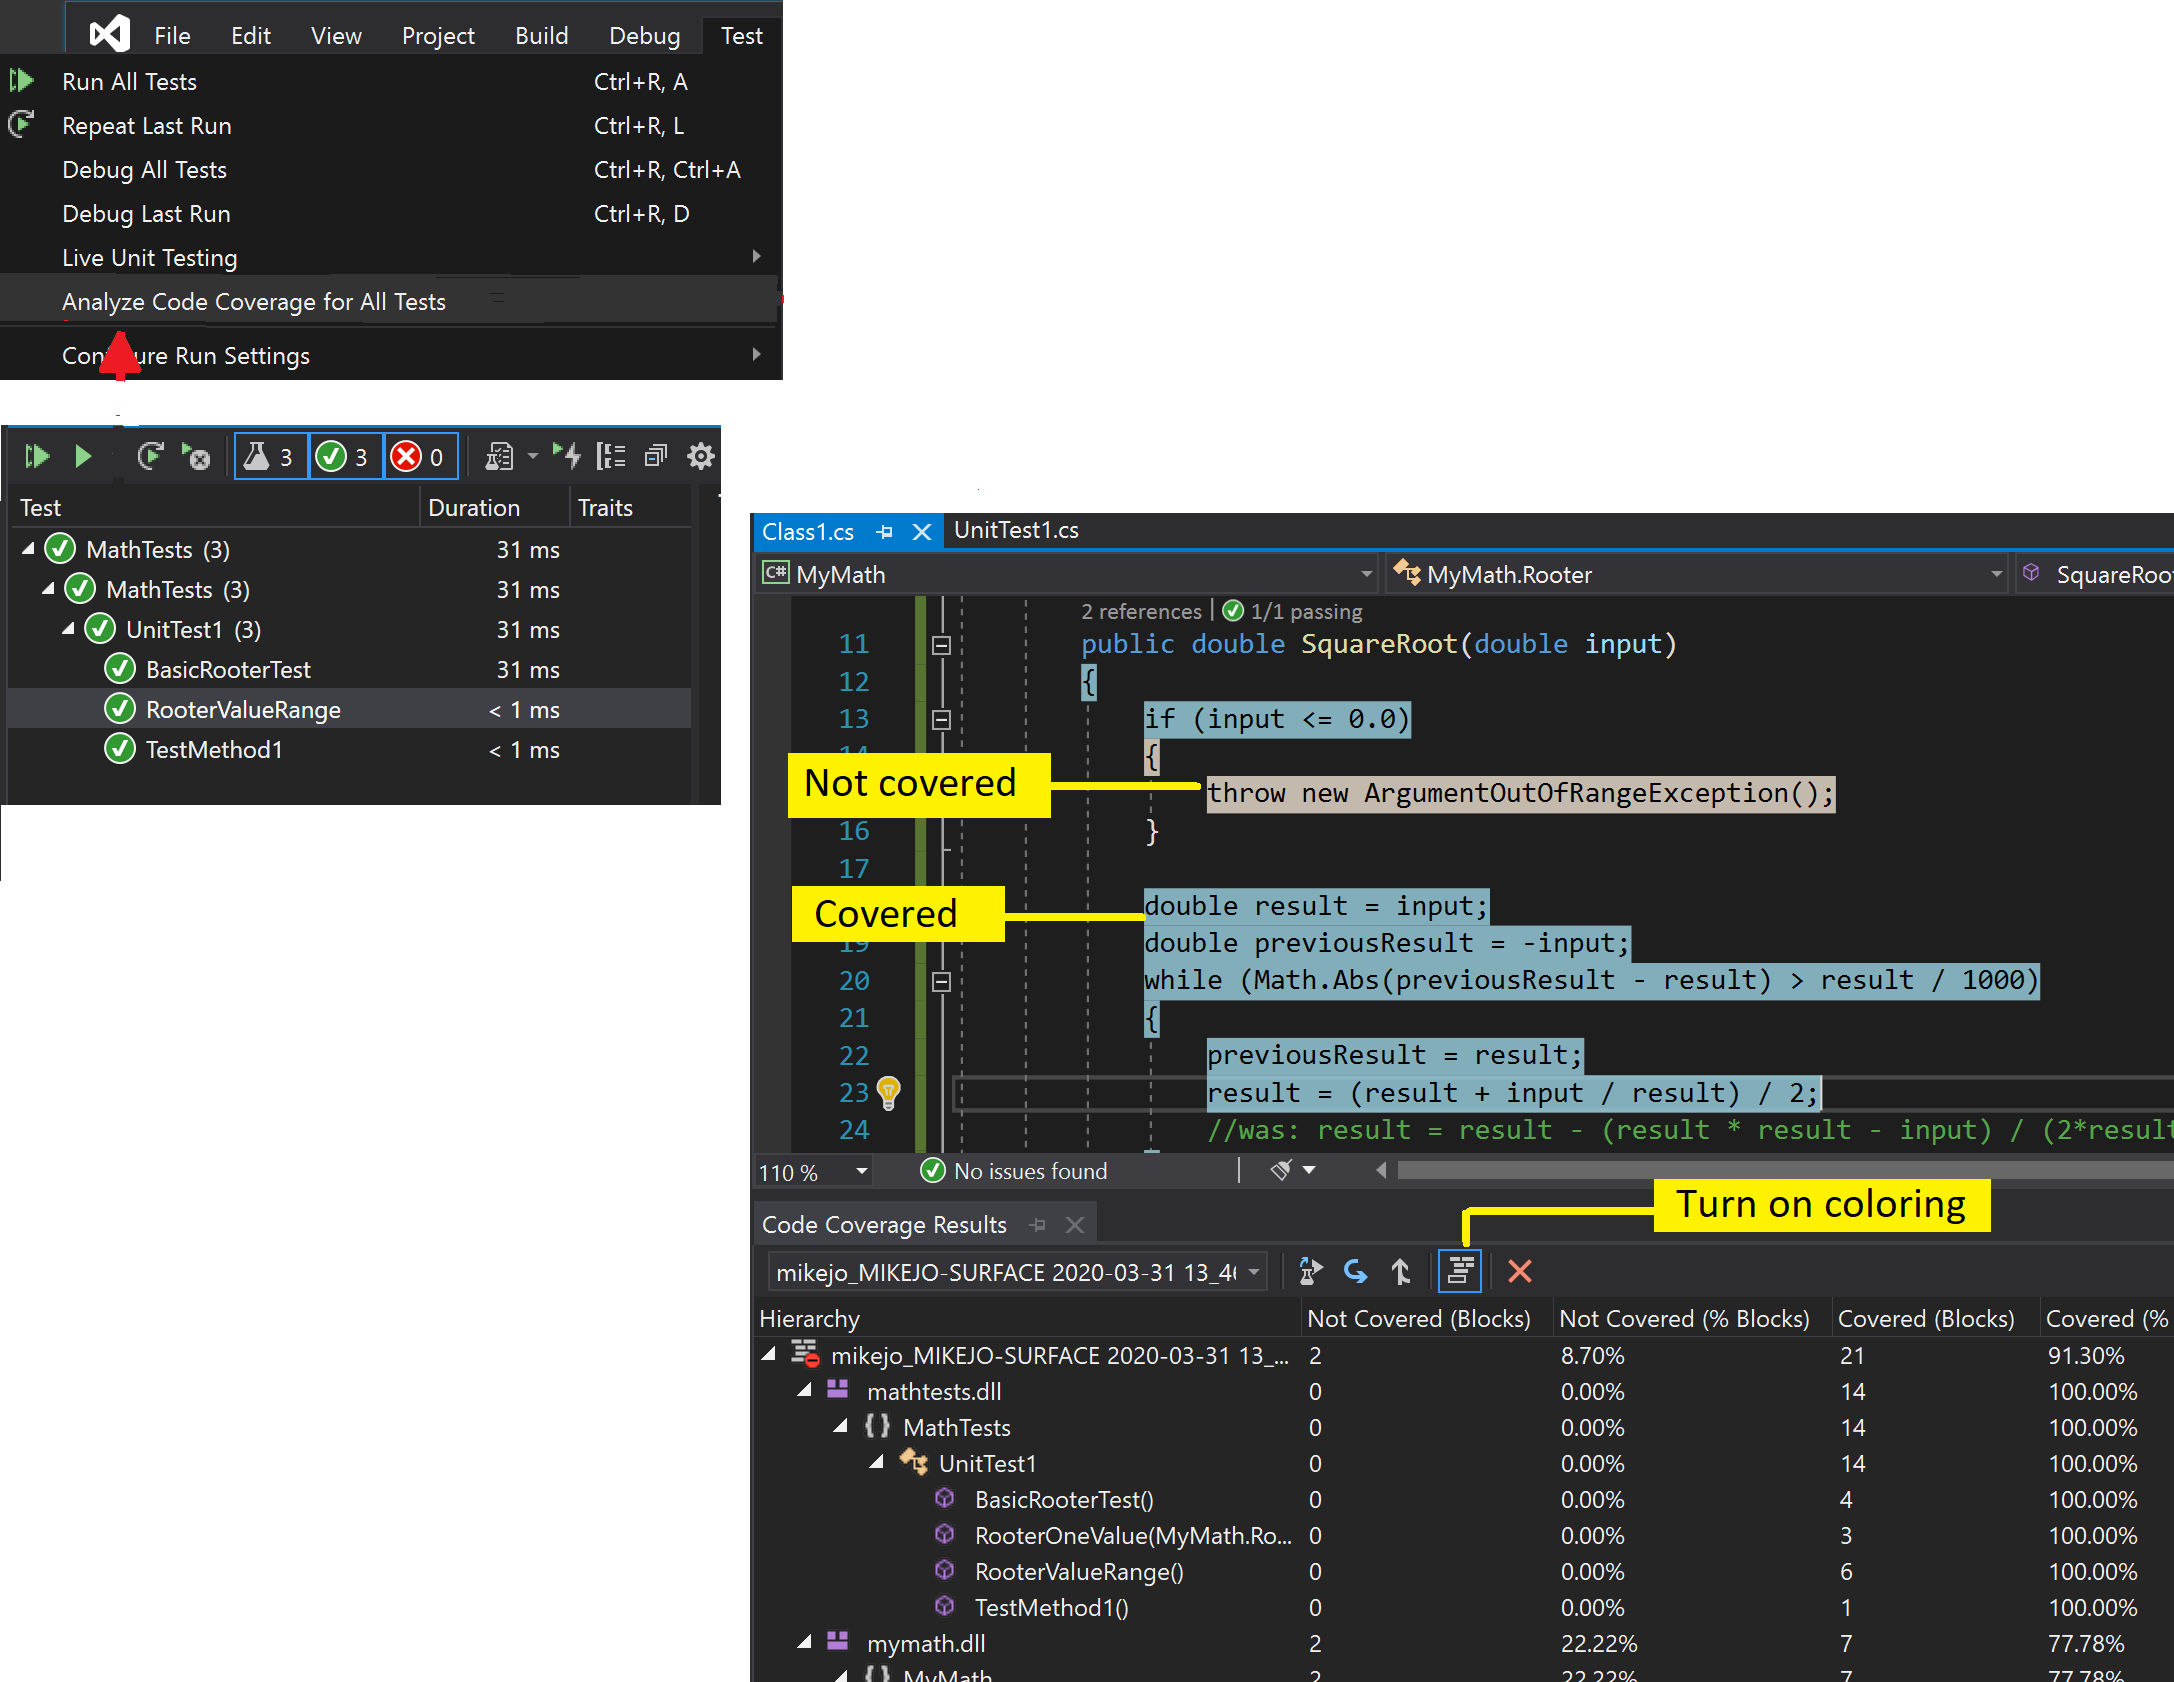 File Edit View Project Build Debug Test
Run All Tests Ctrl+R, A
Repeat Last Run Ctrl+R, L
Debug All Tests Ctrl+R, Ctrl+A
Debug Last Run Ctrl+R, D
Live Unit Testing
Analyze Code Coverage for All Tests
Configure Run Settings
3 3 0
Test Duration Traits
MathTests (3) 31 ms
MathTests (3) 31 ms
UnitTest1 (3) 31 ms
BasicRooterTest 31 ms
RooterValueRange < 1 ms
TestMethod1 < 1 ms
Class1.cs UnitTest1.cs
C# MyMath MyMath.Rooter SquareRoot
2 references | 1/1 passing
11 public double SquareRoot(double input)
12 {
13 if (input <= 0.0)
14 {
Not covered throw new ArgumentOutOfRangeException();
16 }
17
Covered double result = input;
19 double previousResult = -input;
20 while (Math.Abs(previousResult - result) > result / 1000)
21 {
22 previousResult = result;
23 result = (result + input / result) / 2;
24 //was: result = result - (result * result - input) / (2*result
110 % No issues found
Turn on coloring
Code Coverage Results
mikejo_MIKEJO-SURFACE 2020-03-31 13_46
Hierarchy Not Covered (Blocks) Not Covered (% Blocks) Covered (Blocks) Covered (%
mikejo_MIKEJO-SURFACE 2020-03-31 13_... 2 8.70% 21 91.30%
mathtests.dll 0 0.00% 14 100.00%
{} MathTests 0 0.00% 14 100.00%
UnitTest1 0 0.00% 14 100.00%
BasicRooterTest() 0 0.00% 4 100.00%
RooterOneValue(MyMath.Ro... 0 0.00% 3 100.00%
RooterValueRange() 0 0.00% 6 100.00%
TestMethod1() 0 0.00% 1 100.00%
mymath.dll 2 22.22% 7 77.78%
{} MyMath 2 22.22% 7 77.78%